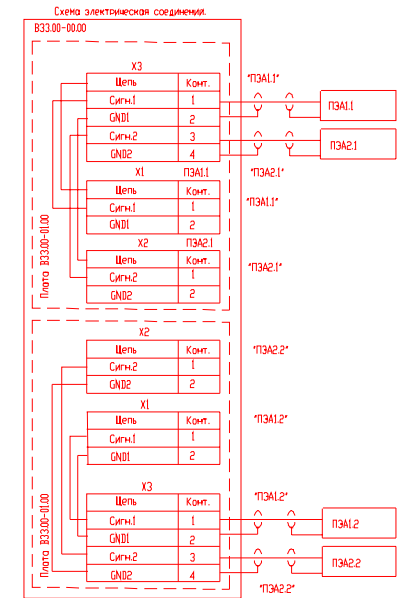 Схема электрическая соединений.
В33.00-00.00
Х3
Цепь Конт.
Сигн.1 1
GND1 2
Сигн.2 3
GND2 4
"ПЭА1.1"
ПЭА1.1
ПЭА2.1
"ПЭА2.1"
Х1 ПЭА1.1
Цепь Конт.
Сигн.1 1
GND1 2
"ПЭА1.1"
Х2 ПЭА2.1
Цепь Конт.
Сигн.2 1
GND2 2
"ПЭА2.1"
Плата В33.00-01.00
Х2
Цепь Конт.
Сигн.2 1
GND2 2
"ПЭА2.2"
Х1
Цепь Конт.
Сигн.1 1
GND1 2
"ПЭА1.2"
Х3
Цепь Конт.
Сигн.1 1
GND1 2
Сигн.2 3
GND2 4
"ПЭА1.2"
ПЭА1.2
ПЭА2.2
"ПЭА2.2"
Плата В33.00-01.00